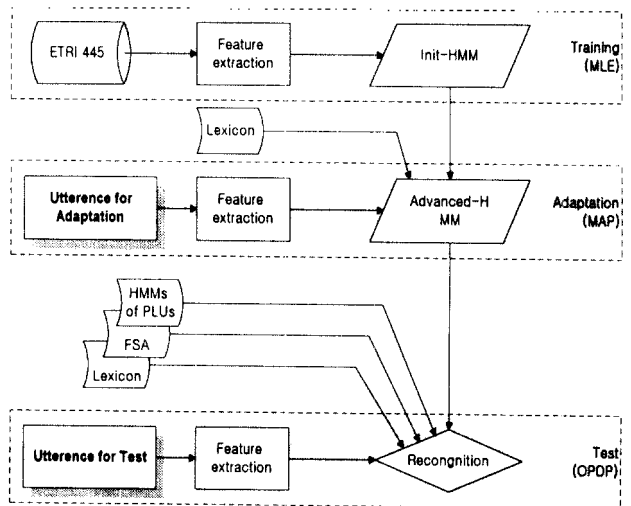 ETRI 445
Feature
extraction
Init-HMM
Training
(MLE)
Lexicon
Utterence for
Adaptation
Feature
extraction
Advanced-H
MM
Adaptation
(MAP)
HMMs
of PLUs
FSA
Lexicon
Utterence for Test
Feature
extraction
Recongnition
Test
(OPDP)